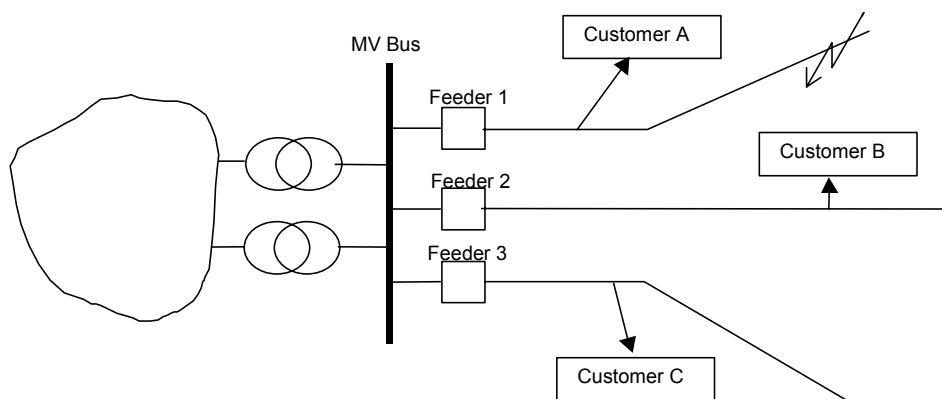 MV Bus
Customer A
Feeder 1
Customer B
Feeder 2
Feeder 3
Customer C